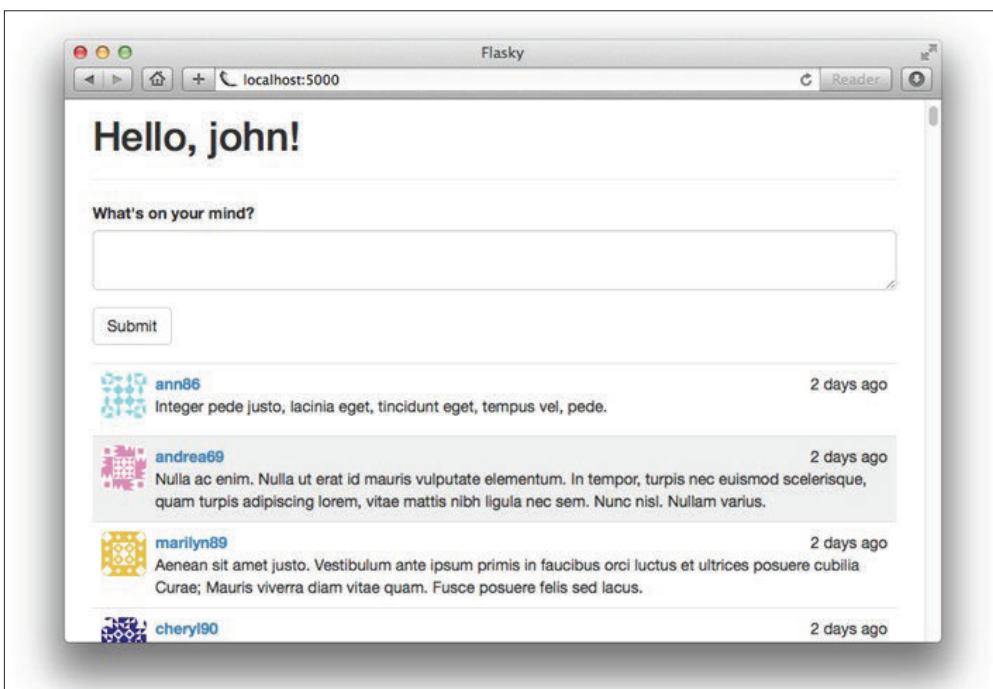 Flasky
localhost:5000
Reader
Hello, john!
What's on your mind?
Submit
ann86 2 days ago
Integer pede justo, lacinia eget, tincidunt eget, tempus vel, pede.
andrea69 2 days ago
Nulla ac enim. Nulla ut erat id mauris vulputate elementum. In tempor, turpis nec euismod scelerisque,
quam turpis adipiscing lorem, vitae mattis nibh ligula nec sem. Nunc nisl. Nullam varius.
marilyn89 2 days ago
Aenean sit amet justo. Vestibulum ante ipsum primis in faucibus orci luctus et ultrices posuere cubilia
Curae; Mauris viverra diam vitae quam. Fusce posuere felis sed lacus.
cheryl90 2 days ago